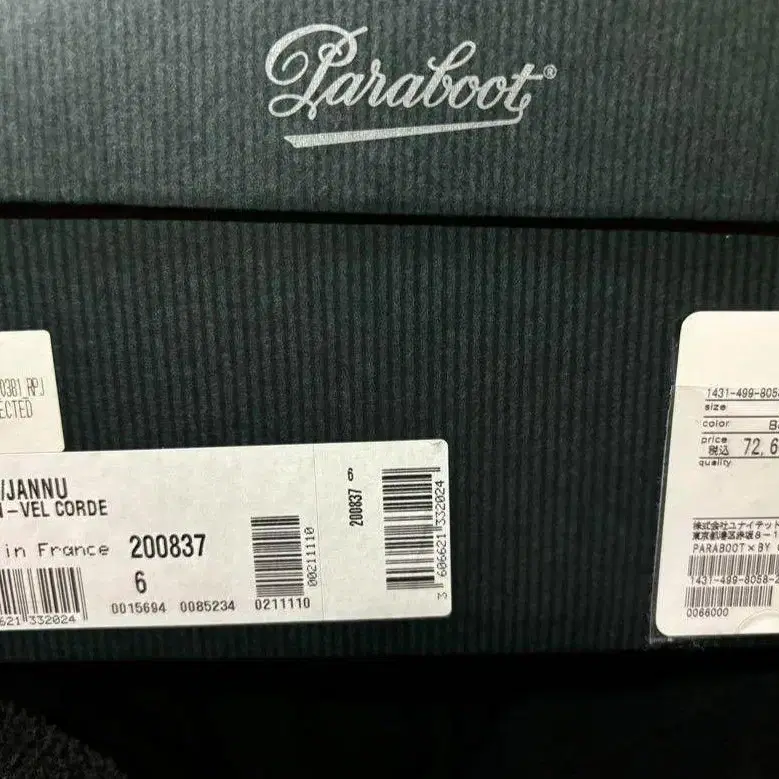 Paraboot®
0381_RPJ
ECTED
/JANNU
-VEL CORDE
in France 200837
6
0015694 0085234 0211110
621 332024
00211110
200837 6
3 606621 332024
1431-499-8058
size
color
price
税込 72,6
quality
株式会社ユナイテッド
東京都港区赤坂8-1
PARABOOT×BY
1431-499-8058-2
0066000